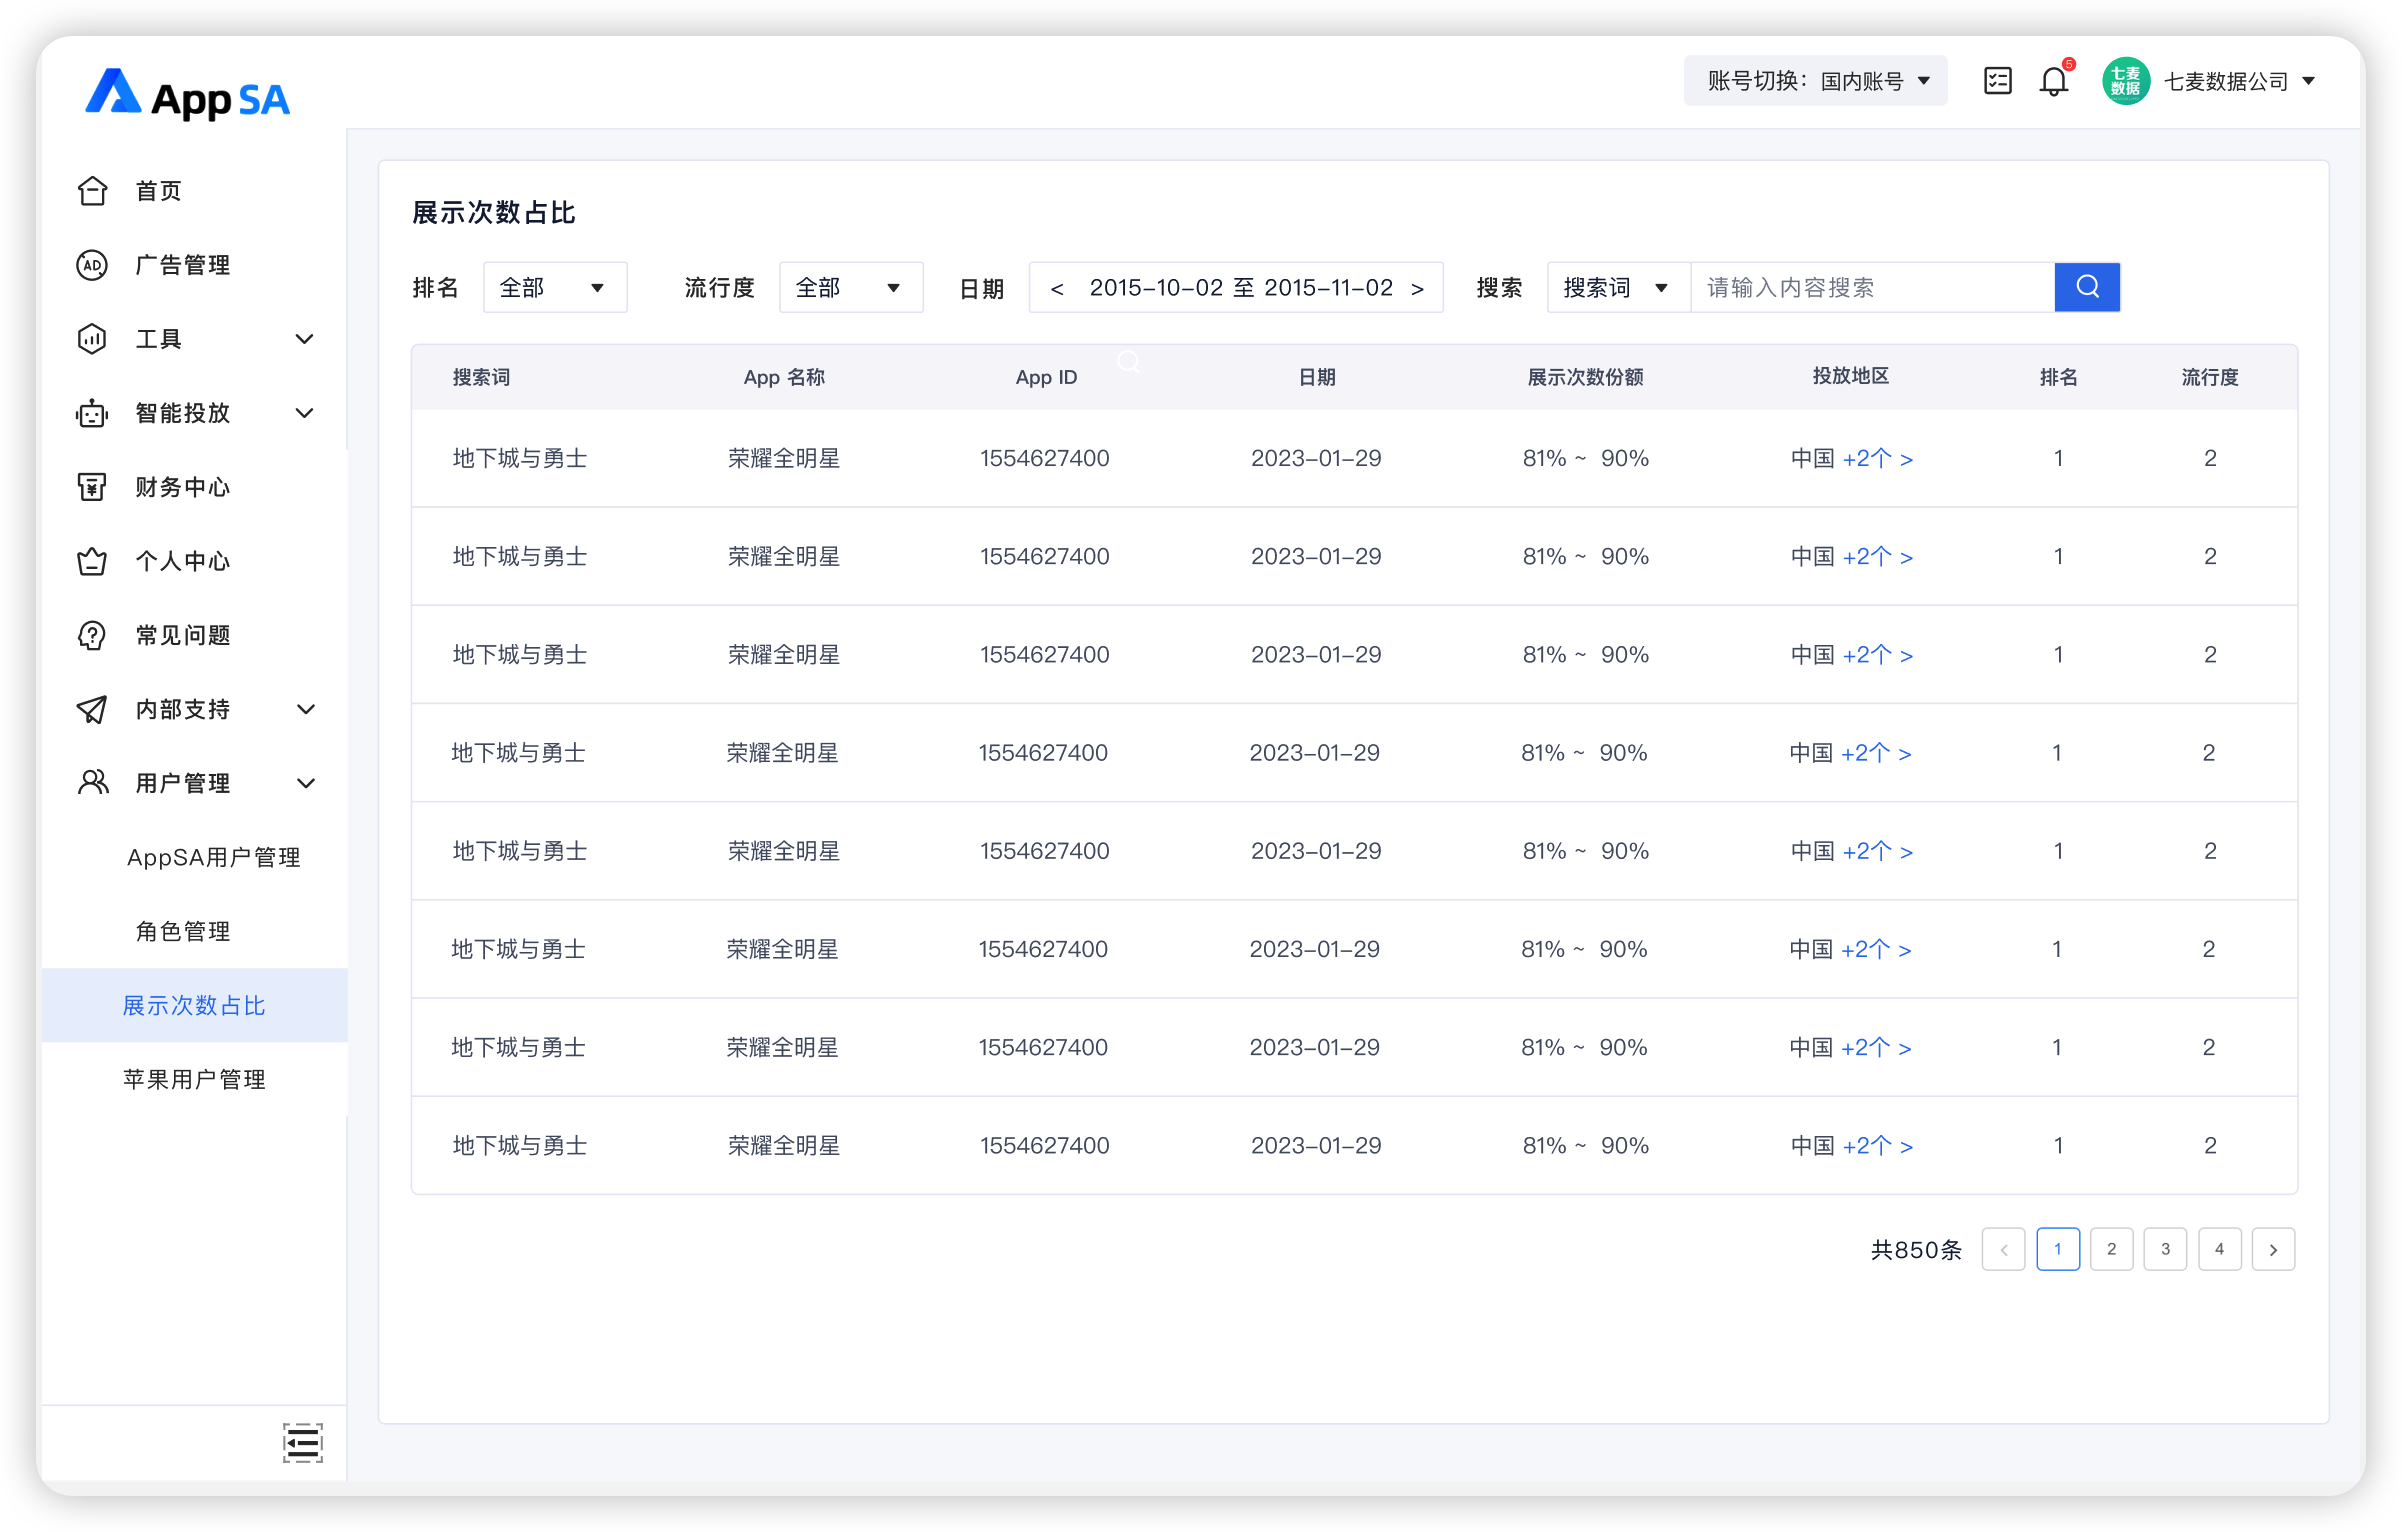 App SA
账号切换：国内账号
5
七麦
数据
七麦数据公司
首页
AD 广告管理
工具
智能投放
¥ 财务中心
个人中心
? 常见问题
内部支持
用户管理
AppSA用户管理
角色管理
展示次数占比
苹果用户管理
展示次数占比
排名 全部 流行度 全部 日期 < 2015-10-02 至 2015-11-02 > 搜索 搜索词 请输入内容搜索
搜索词 App 名称 App ID 日期 展示次数份额 投放地区 排名 流行度
地下城与勇士 荣耀全明星 1554627400 2023-01-29 81% ~ 90% 中国 +2个 > 1 2
地下城与勇士 荣耀全明星 1554627400 2023-01-29 81% ~ 90% 中国 +2个 > 1 2
地下城与勇士 荣耀全明星 1554627400 2023-01-29 81% ~ 90% 中国 +2个 > 1 2
地下城与勇士 荣耀全明星 1554627400 2023-01-29 81% ~ 90% 中国 +2个 > 1 2
地下城与勇士 荣耀全明星 1554627400 2023-01-29 81% ~ 90% 中国 +2个 > 1 2
地下城与勇士 荣耀全明星 1554627400 2023-01-29 81% ~ 90% 中国 +2个 > 1 2
地下城与勇士 荣耀全明星 1554627400 2023-01-29 81% ~ 90% 中国 +2个 > 1 2
地下城与勇士 荣耀全明星 1554627400 2023-01-29 81% ~ 90% 中国 +2个 > 1 2
共850条 < 1 2 3 4 >